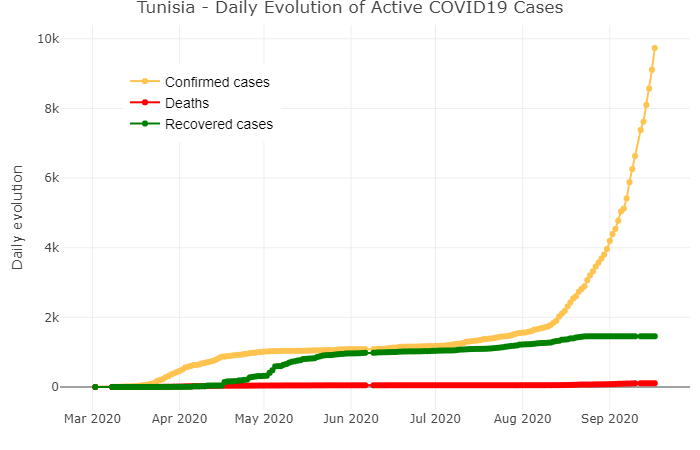 Tunisia - Daily Evolution of Active COVID19 Cases
10k
Confirmed cases
Deaths
Recovered cases
8k
6k
Daily evolution
4k
2k
0
Mar 2020 Apr 2020 May 2020 Jun 2020 Jul 2020 Aug 2020 Sep 2020